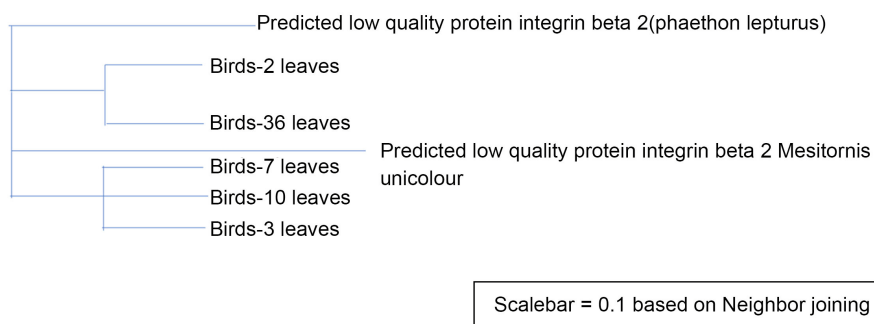 Predicted low quality protein integrin beta 2(phaethon lepturus)
Birds-2 leaves
Birds-36 leaves
Predicted low quality protein integrin beta 2 Mesitornis
unicolour
Birds-7 leaves
Birds-10 leaves
Birds-3 leaves
Scalebar = 0.1 based on Neighbor joining